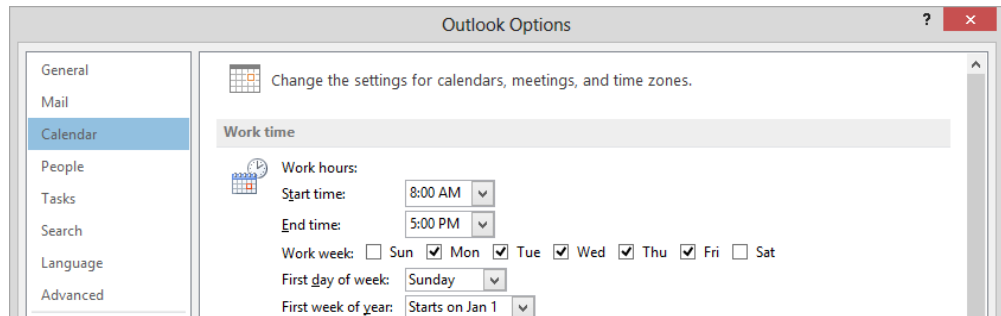 Outlook Options ? ×
General
Mail
Calendar
People
Tasks
Search
Language
Advanced
Change the settings for calendars, meetings, and time zones.
Work time
Work hours:
Start time: 8:00 AM
End time: 5:00 PM
Work week: Sun Mon Tue Wed Thu Fri Sat
First day of week: Sunday
First week of year: Starts on Jan 1